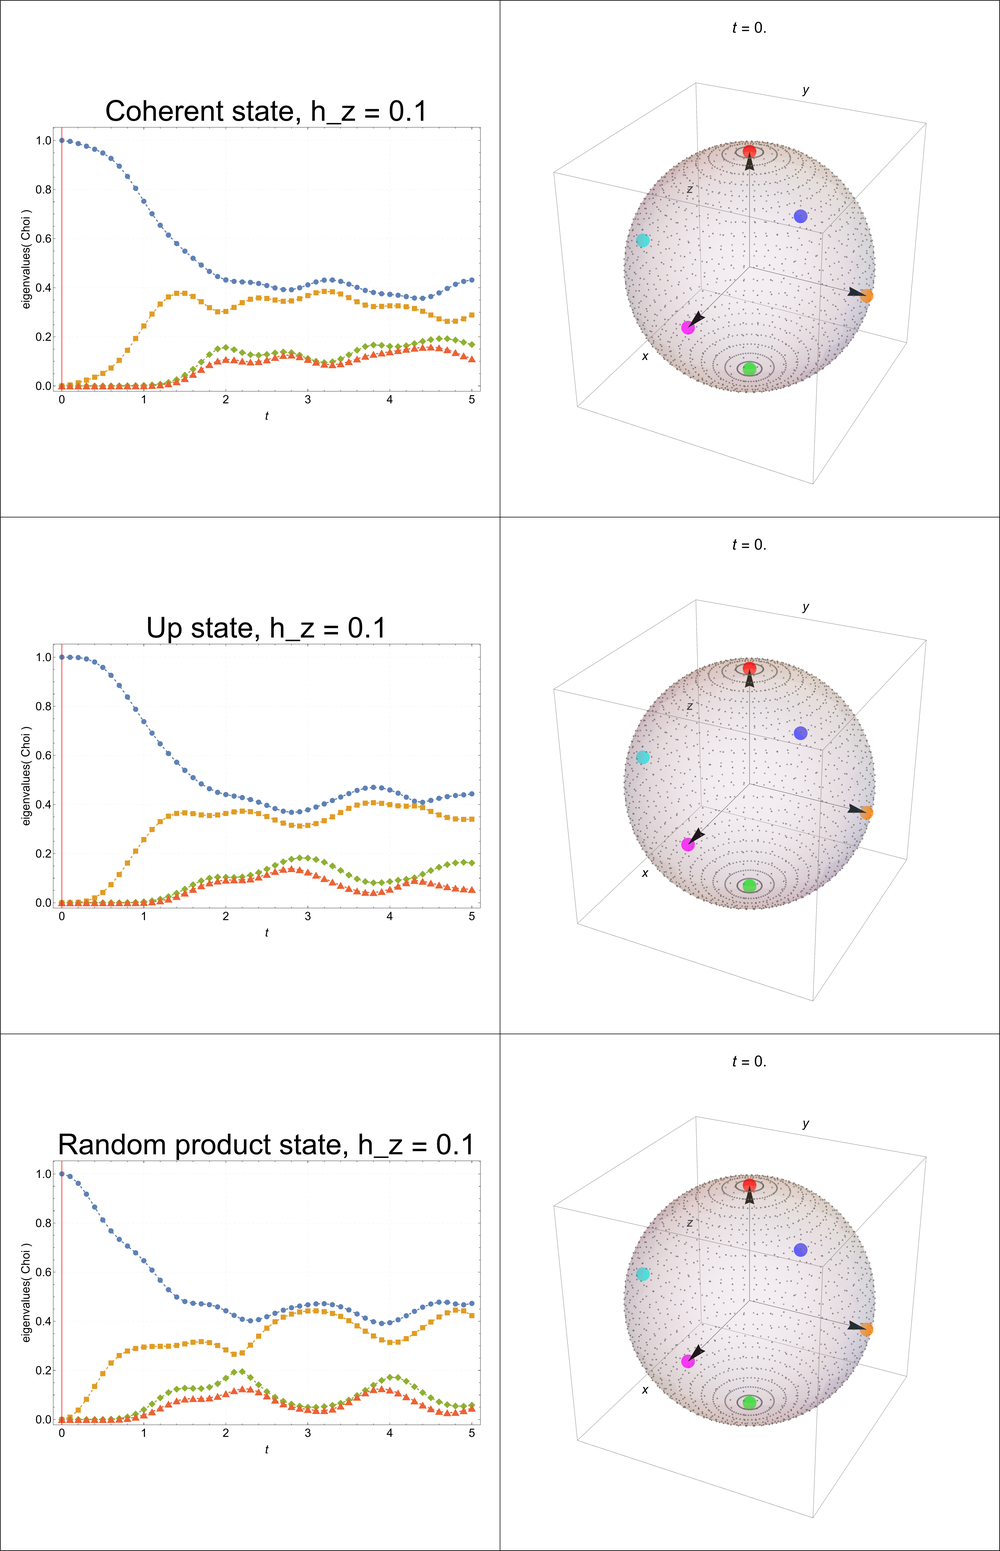 Coherent state, h_z = 0.1
eigenvalues( Choi )
1.0
0.8
0.6
0.4
0.2
0.0
0 1 2 3 4 5
t
t = 0.
y
z
x
Up state, h_z = 0.1
eigenvalues( Choi )
1.0
0.8
0.6
0.4
0.2
0.0
0 1 2 3 4 5
t
t = 0.
y
z
x
Random product state, h_z = 0.1
eigenvalues( Choi )
1.0
0.8
0.6
0.4
0.2
0.0
0 1 2 3 4 5
t
t = 0.
y
z
x